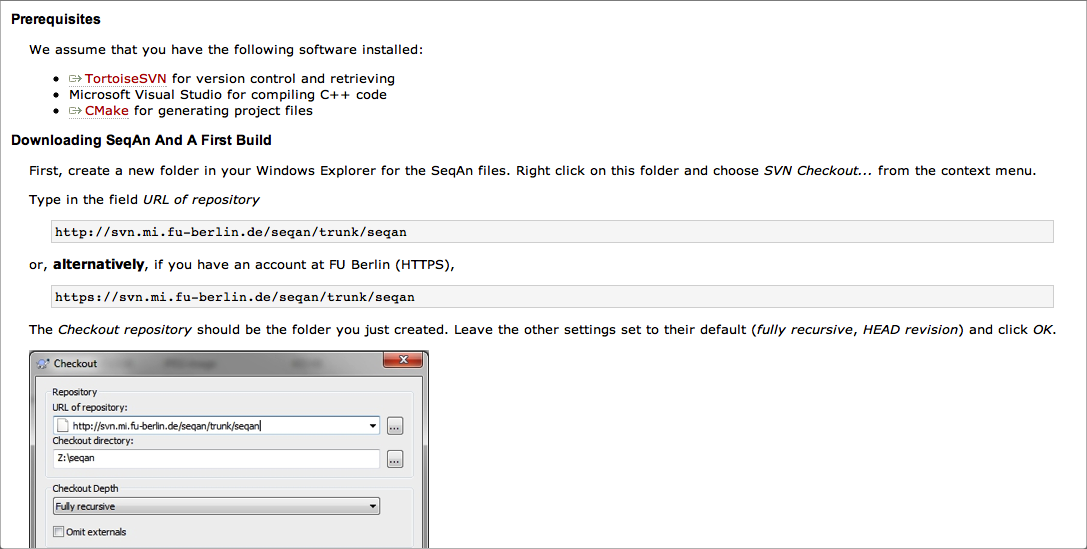 Prerequisites
We assume that you have the following software installed:
TortoiseSVN for version control and retrieving
Microsoft Visual Studio for compiling C++ code
CMake for generating project files
Downloading SeqAn And A First Build
First, create a new folder in your Windows Explorer for the SeqAn files. Right click on this folder and choose SVN Checkout... from the context menu.
Type in the field URL of repository
http://svn.mi.fu-berlin.de/seqan/trunk/seqan
or, alternatively, if you have an account at FU Berlin (HTTPS),
https://svn.mi.fu-berlin.de/seqan/trunk/seqan
The Checkout repository should be the folder you just created. Leave the other settings set to their default (fully recursive, HEAD revision) and click OK.
Checkout
Repository
URL of repository:
http://svn.mi.fu-berlin.de/seqan/trunk/seqan
...
Checkout directory:
Z:\seqan
...
Checkout Depth
Fully recursive
Omit externals